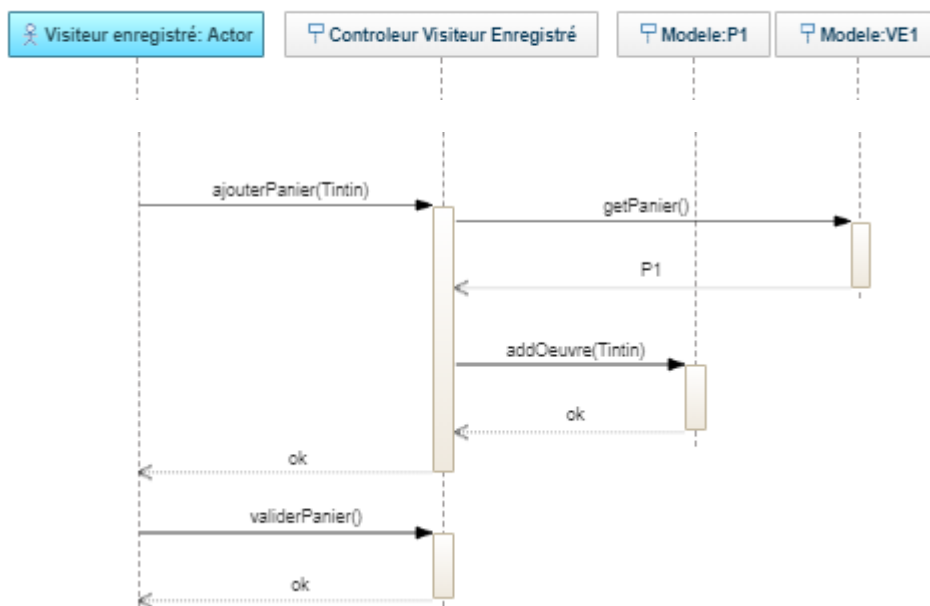 Visiteur enregistré: Actor
Controleur Visiteur Enregistré
Modele:P1
Modele:VE1
ajouterPanier(Tintin)
getPanier()
P1
addOeuvre(Tintin)
ok
ok
validerPanier()
ok